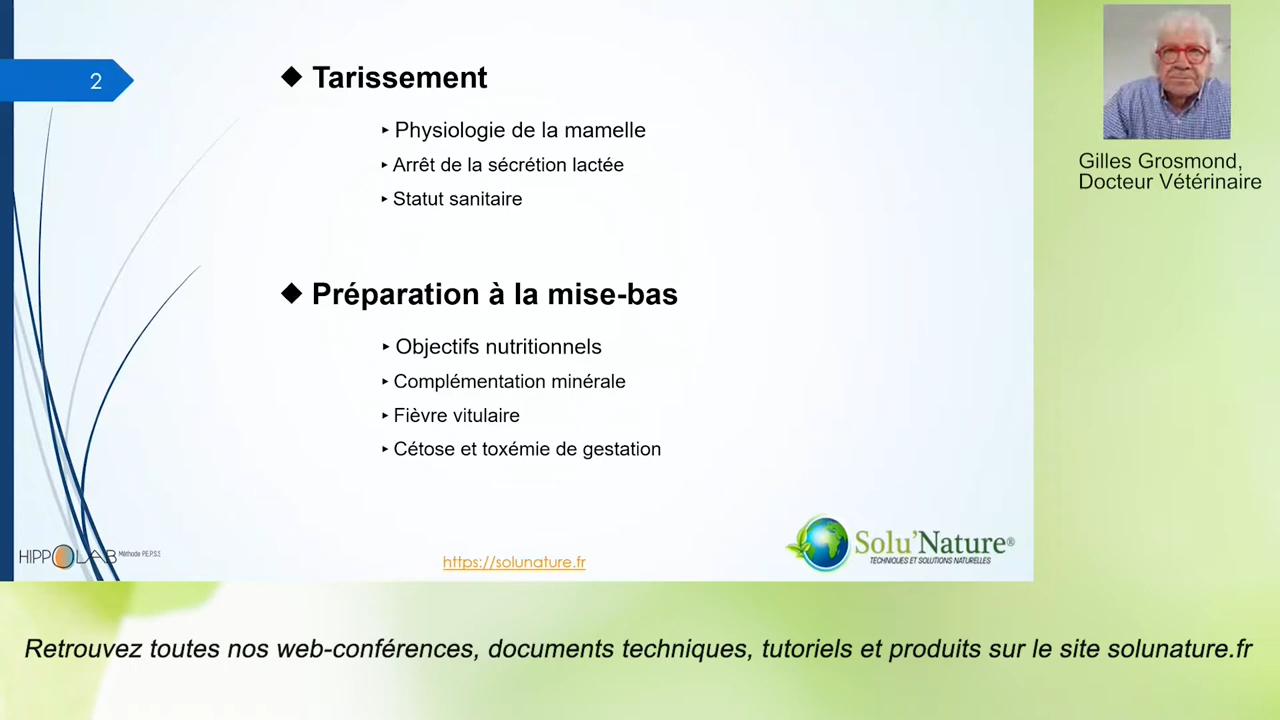 2
◆ Tarissement
▸ Physiologie de la mamelle
▸ Arrêt de la sécrétion lactée
▸ Statut sanitaire
◆ Préparation à la mise-bas
▸ Objectifs nutritionnels
▸ Complémentation minérale
▸ Fièvre vitulaire
▸ Cétose et toxémie de gestation
HIPPOLAB Méthode P.E.P.S.S
https://solunature.fr
Solu'Nature®
TECHNIQUES ET SOLUTIONS NATURELLES
Gilles Grosmond,
Docteur Vétérinaire
Retrouvez toutes nos web-conférences, documents techniques, tutoriels et produits sur le site solunature.fr